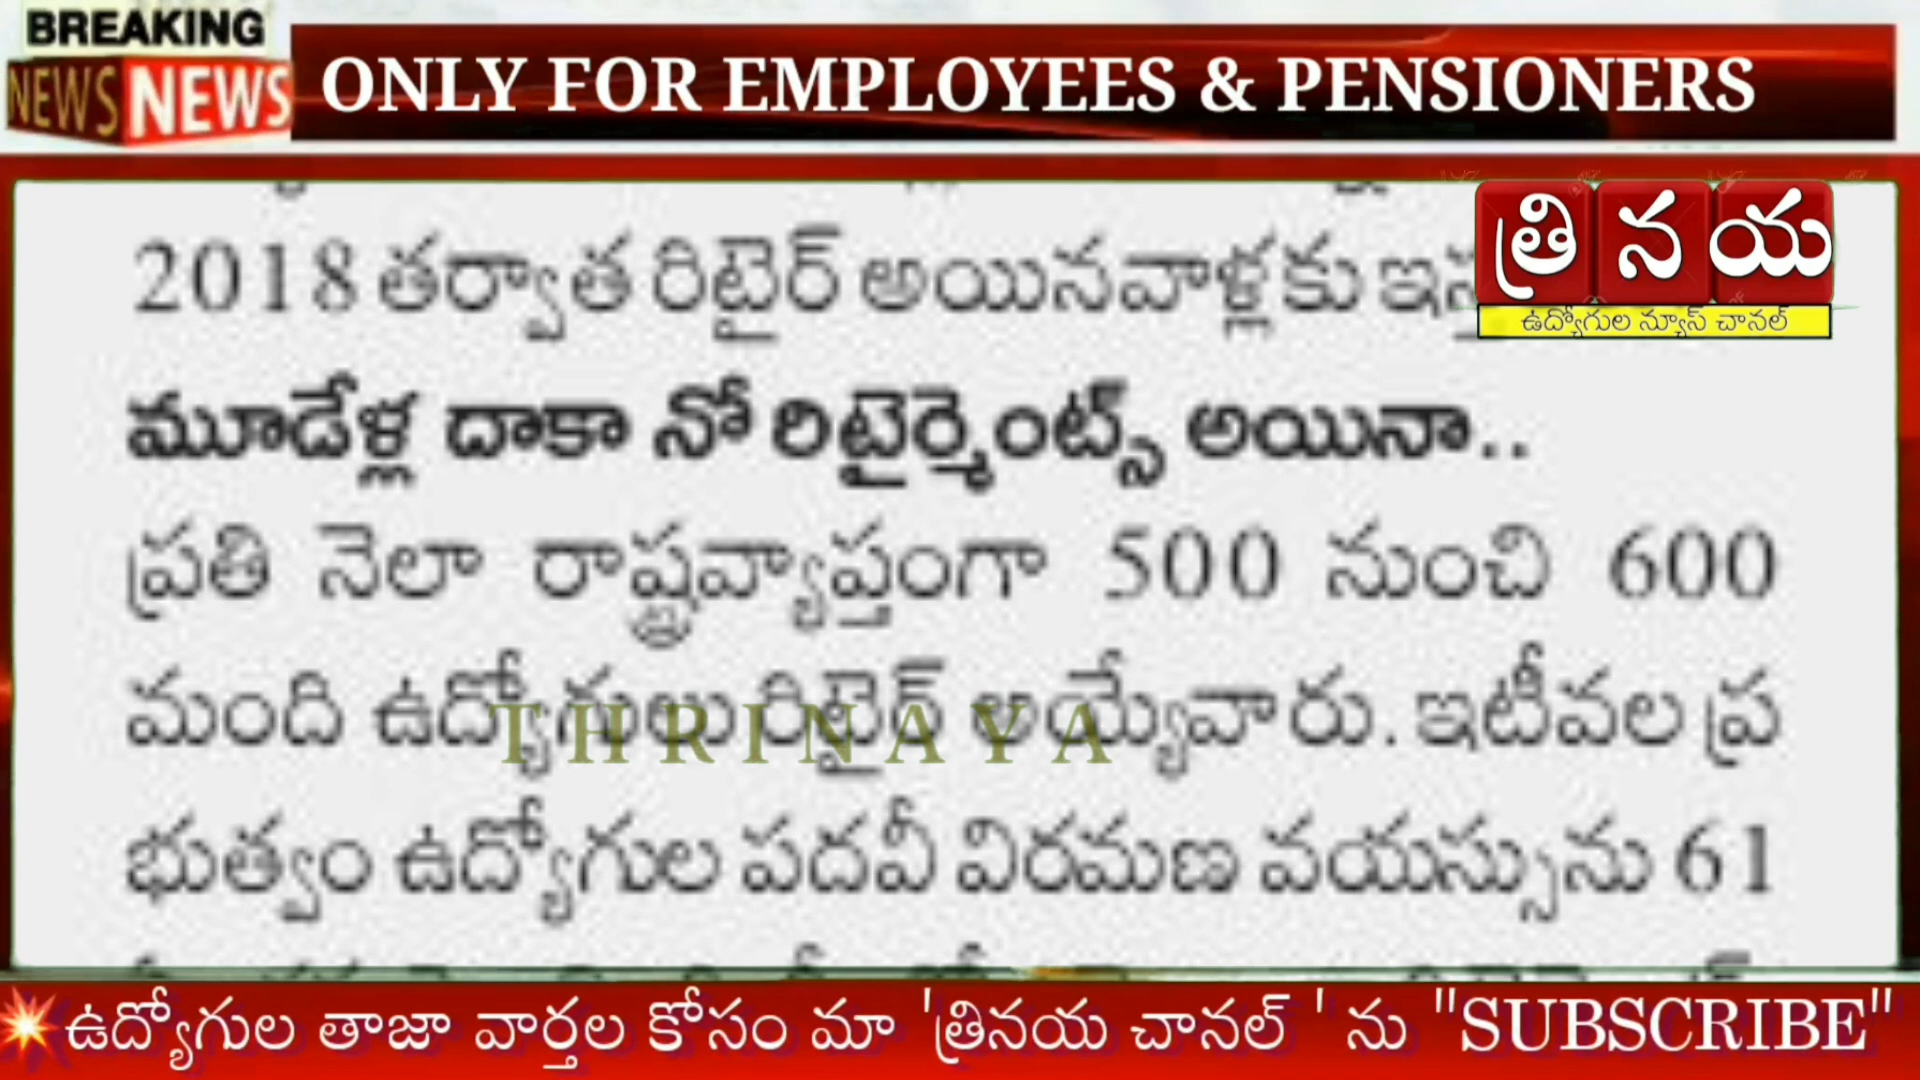 BREAKING
NEWS NEWS
ONLY FOR EMPLOYEES & PENSIONERS
త్రినయ
ఉద్యోగుల న్యూస్ చానల్
2018 తర్వాత రిటైర్ అయినవాళ్లకు
మూడేళ్ల దాకా నో రిటైర్మెంట్స్ అయినా..
ప్రతి నెలా రాష్ట్రవ్యాప్తంగా 500 నుంచి 600
మంది ఉద్యోగులురిటైర్ అయ్యేవారు. ఇటీవల ప్ర
THRINAYA
భుత్వం ఉద్యోగుల పదవీ విరమణ వయస్సును 61
ఉద్యోగుల తాజా వార్తల కోసం మా 'త్రినయ చానల్ ' ను "SUBSCRIBE"